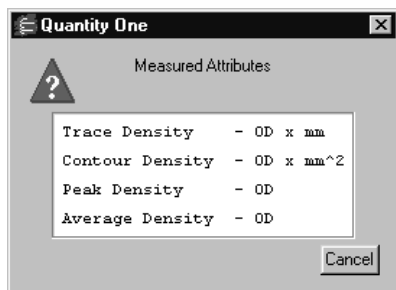 Quantity One
Measured Attributes
?
Trace Density - OD x mm
Contour Density - OD x mm^2
Peak Density - OD
Average Density - OD
Cancel